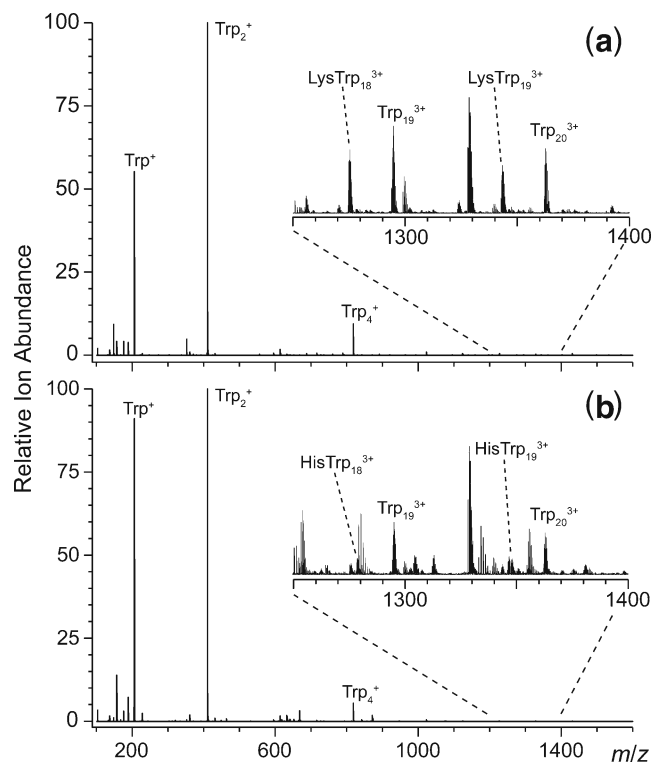 (a)
100
Trp₂⁺
LysTrp₁₈³⁺
LysTrp₁₉³⁺
75
Trp₁₉³⁺
Trp₂₀³⁺
Trp⁺
50
1300
1400
25
Trp₄⁺
0
Relative Ion Abundance
(b)
100
Trp⁺
Trp₂⁺
HisTrp₁₈³⁺
HisTrp₁₉³⁺
75
Trp₁₉³⁺
Trp₂₀³⁺
50
1300
1400
25
Trp₄⁺
0
200
600
1000
1400
m/z